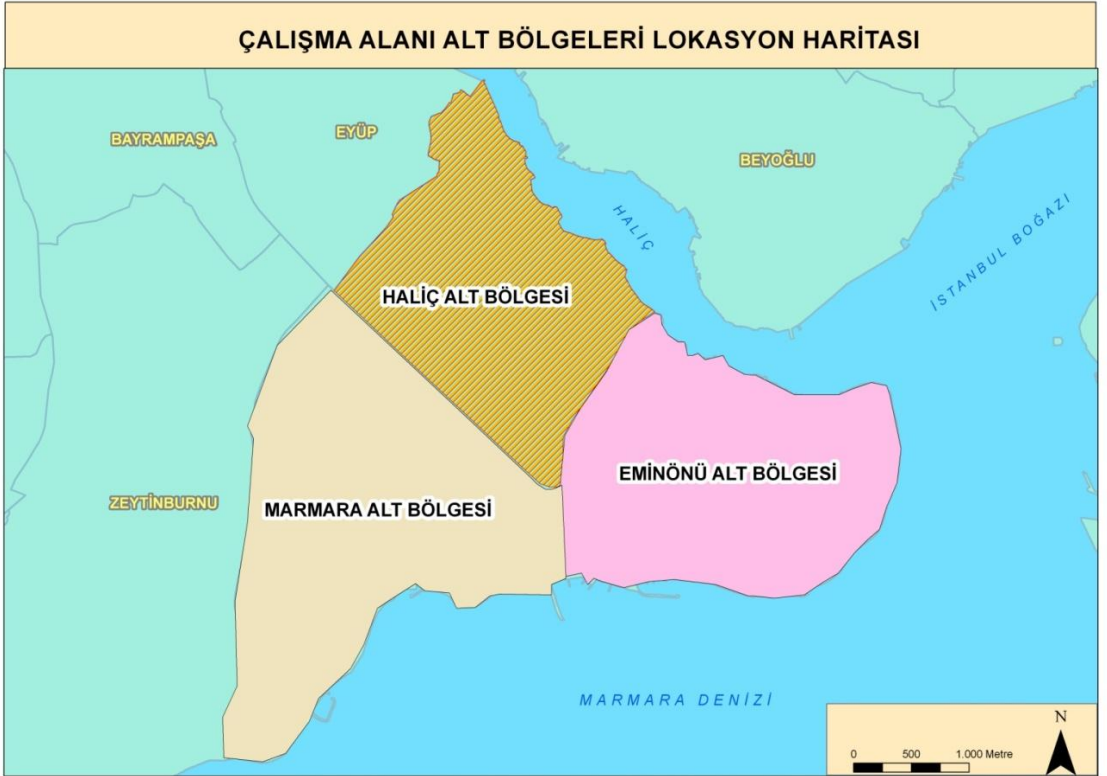 ÇALIŞMA ALANI ALT BÖLGELERİ LOKASYON HARİTASI
BAYRAMPAŞA
EYÜP
BEYOĞLU
HALİÇ
İSTANBUL BOĞAZI
HALİÇ ALT BÖLGESİ
EMİNÖNÜ ALT BÖLGESİ
ZEYTİNBURNU
MARMARA ALT BÖLGESİ
MARMARA DENİZİ
N
0 500 1.000 Metre